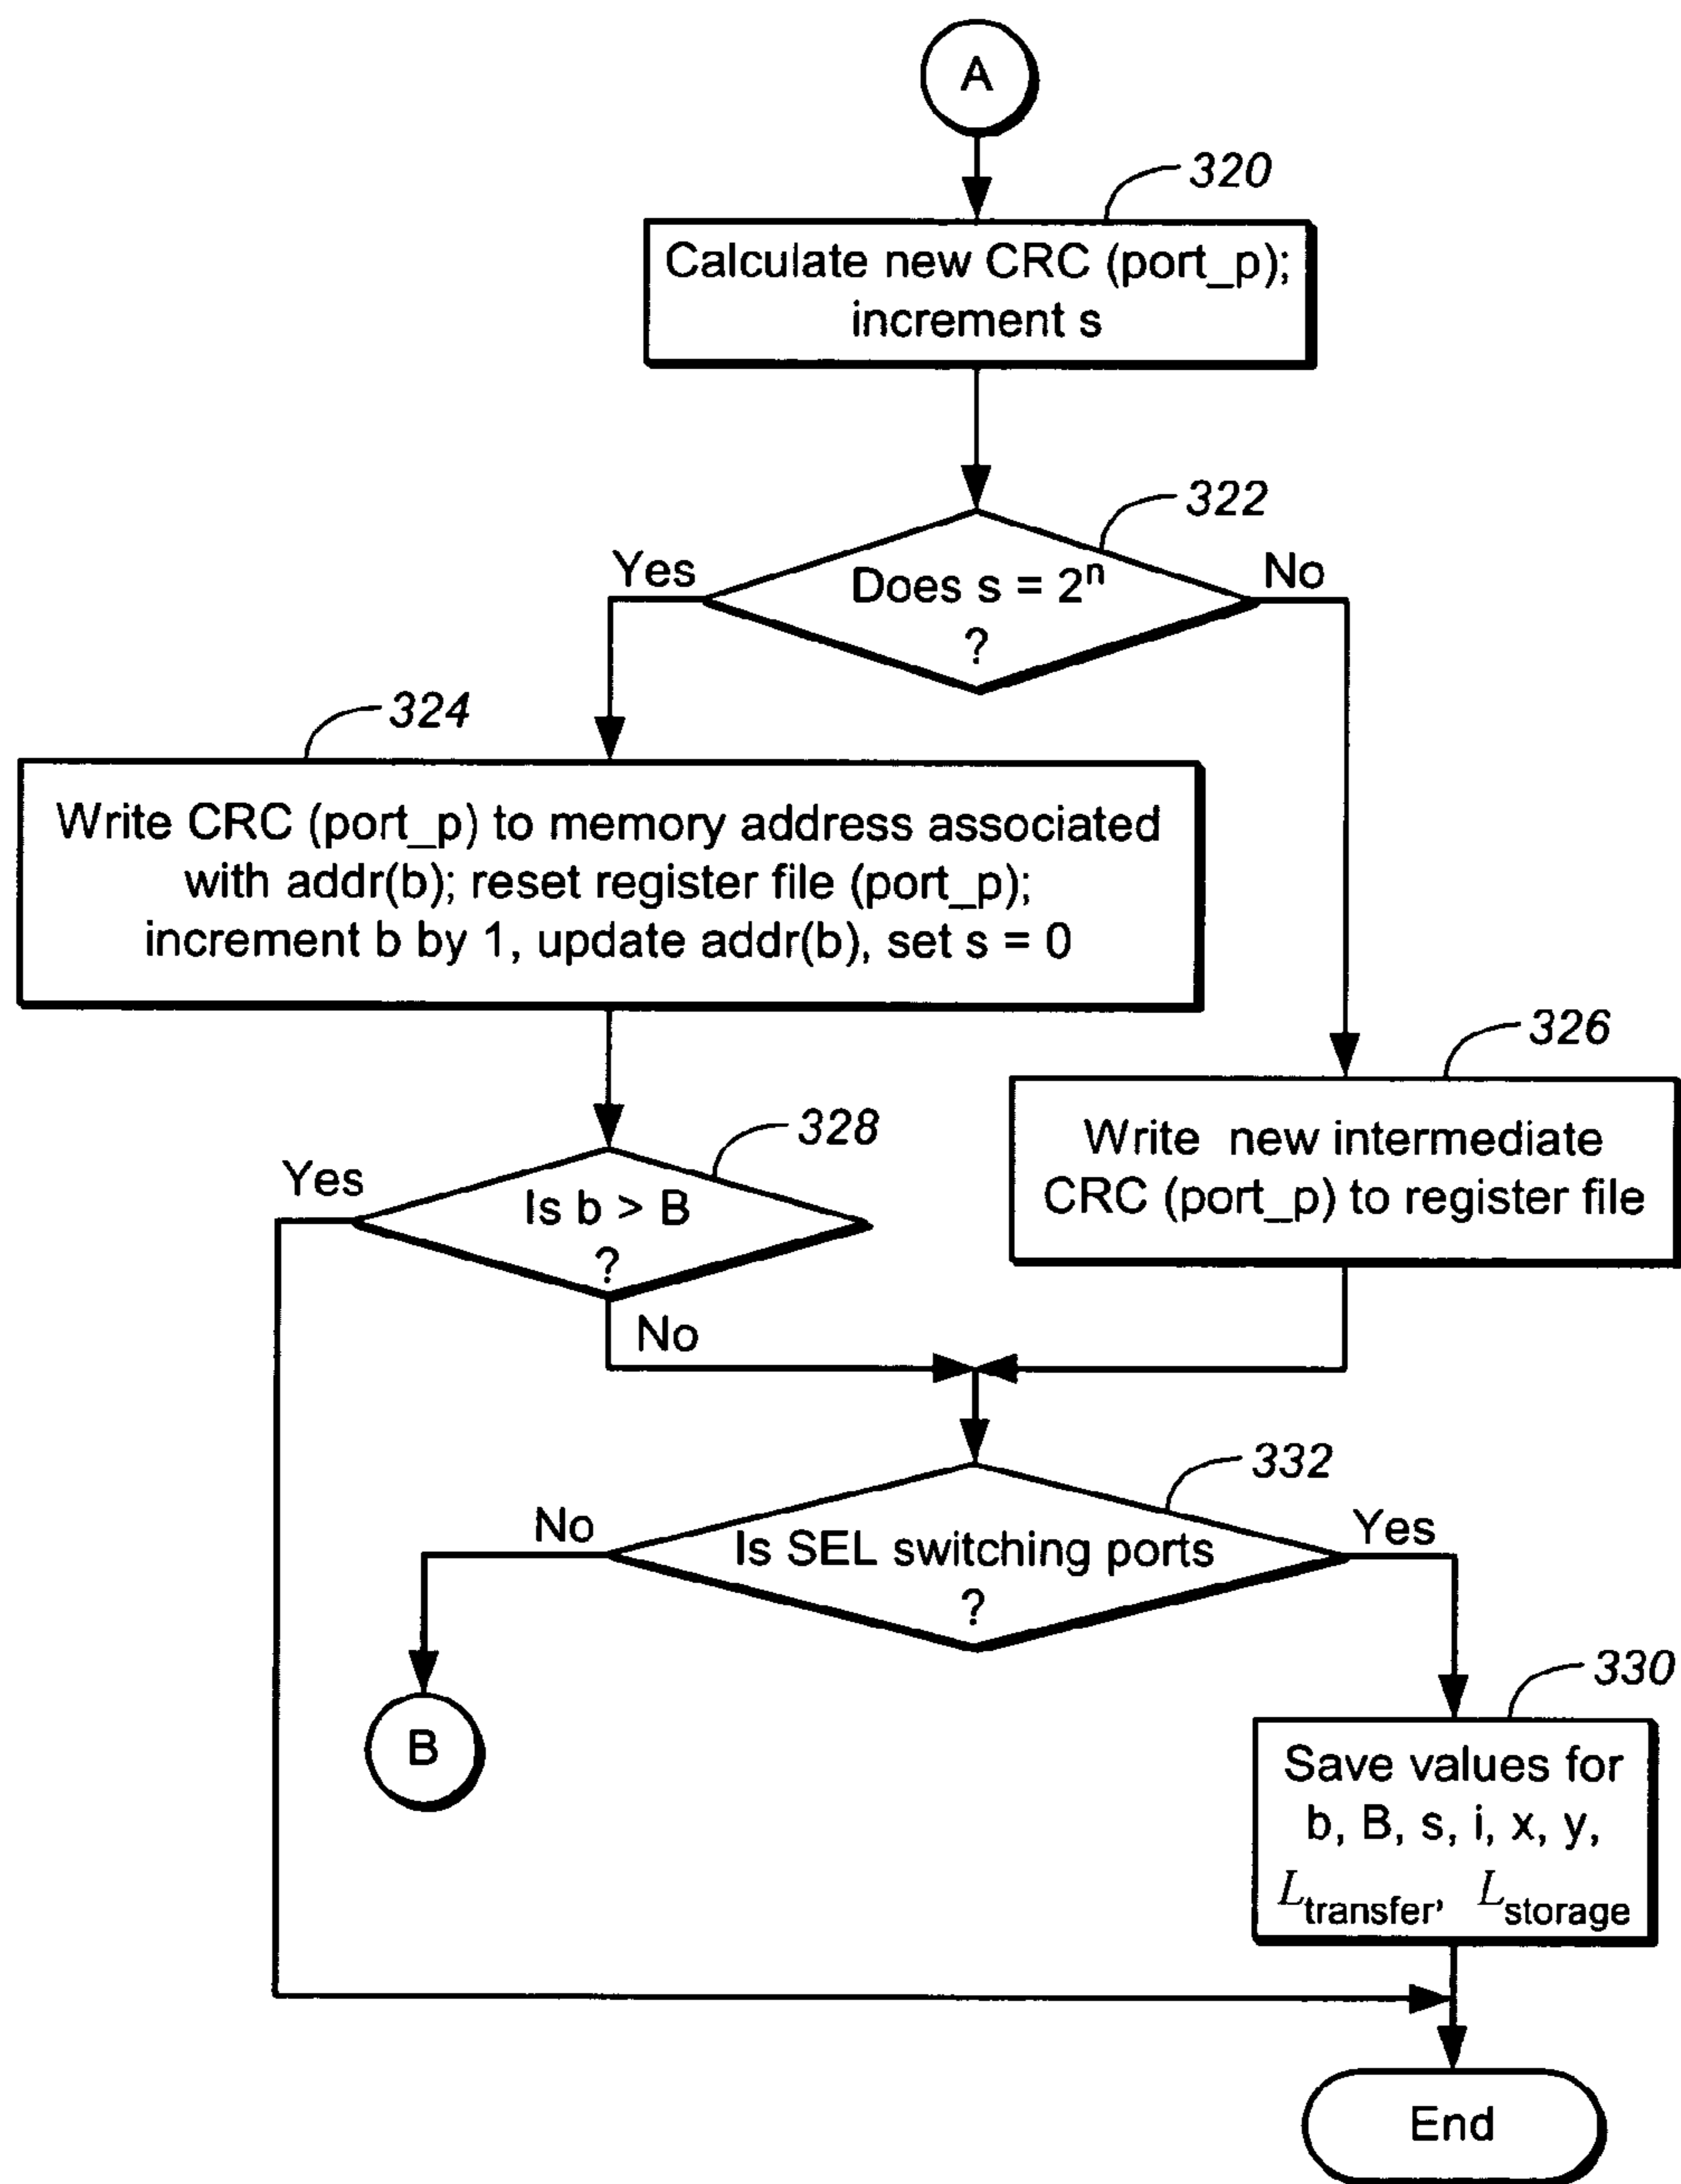 A
320
Calculate new CRC (port_p);
increment s
322
Yes
No
Does s = 2ⁿ
?
324
Write CRC (port_p) to memory address associated
with addr(b); reset register file (port_p);
increment b by 1, update addr(b), set s = 0
326
Write new intermediate
CRC (port_p) to register file
328
Yes
Is b > B
?
No
332
No
Yes
Is SEL switching ports
?
330
B
Save values for
b, B, s, i, x, y,
L_transfer, L_storage
End